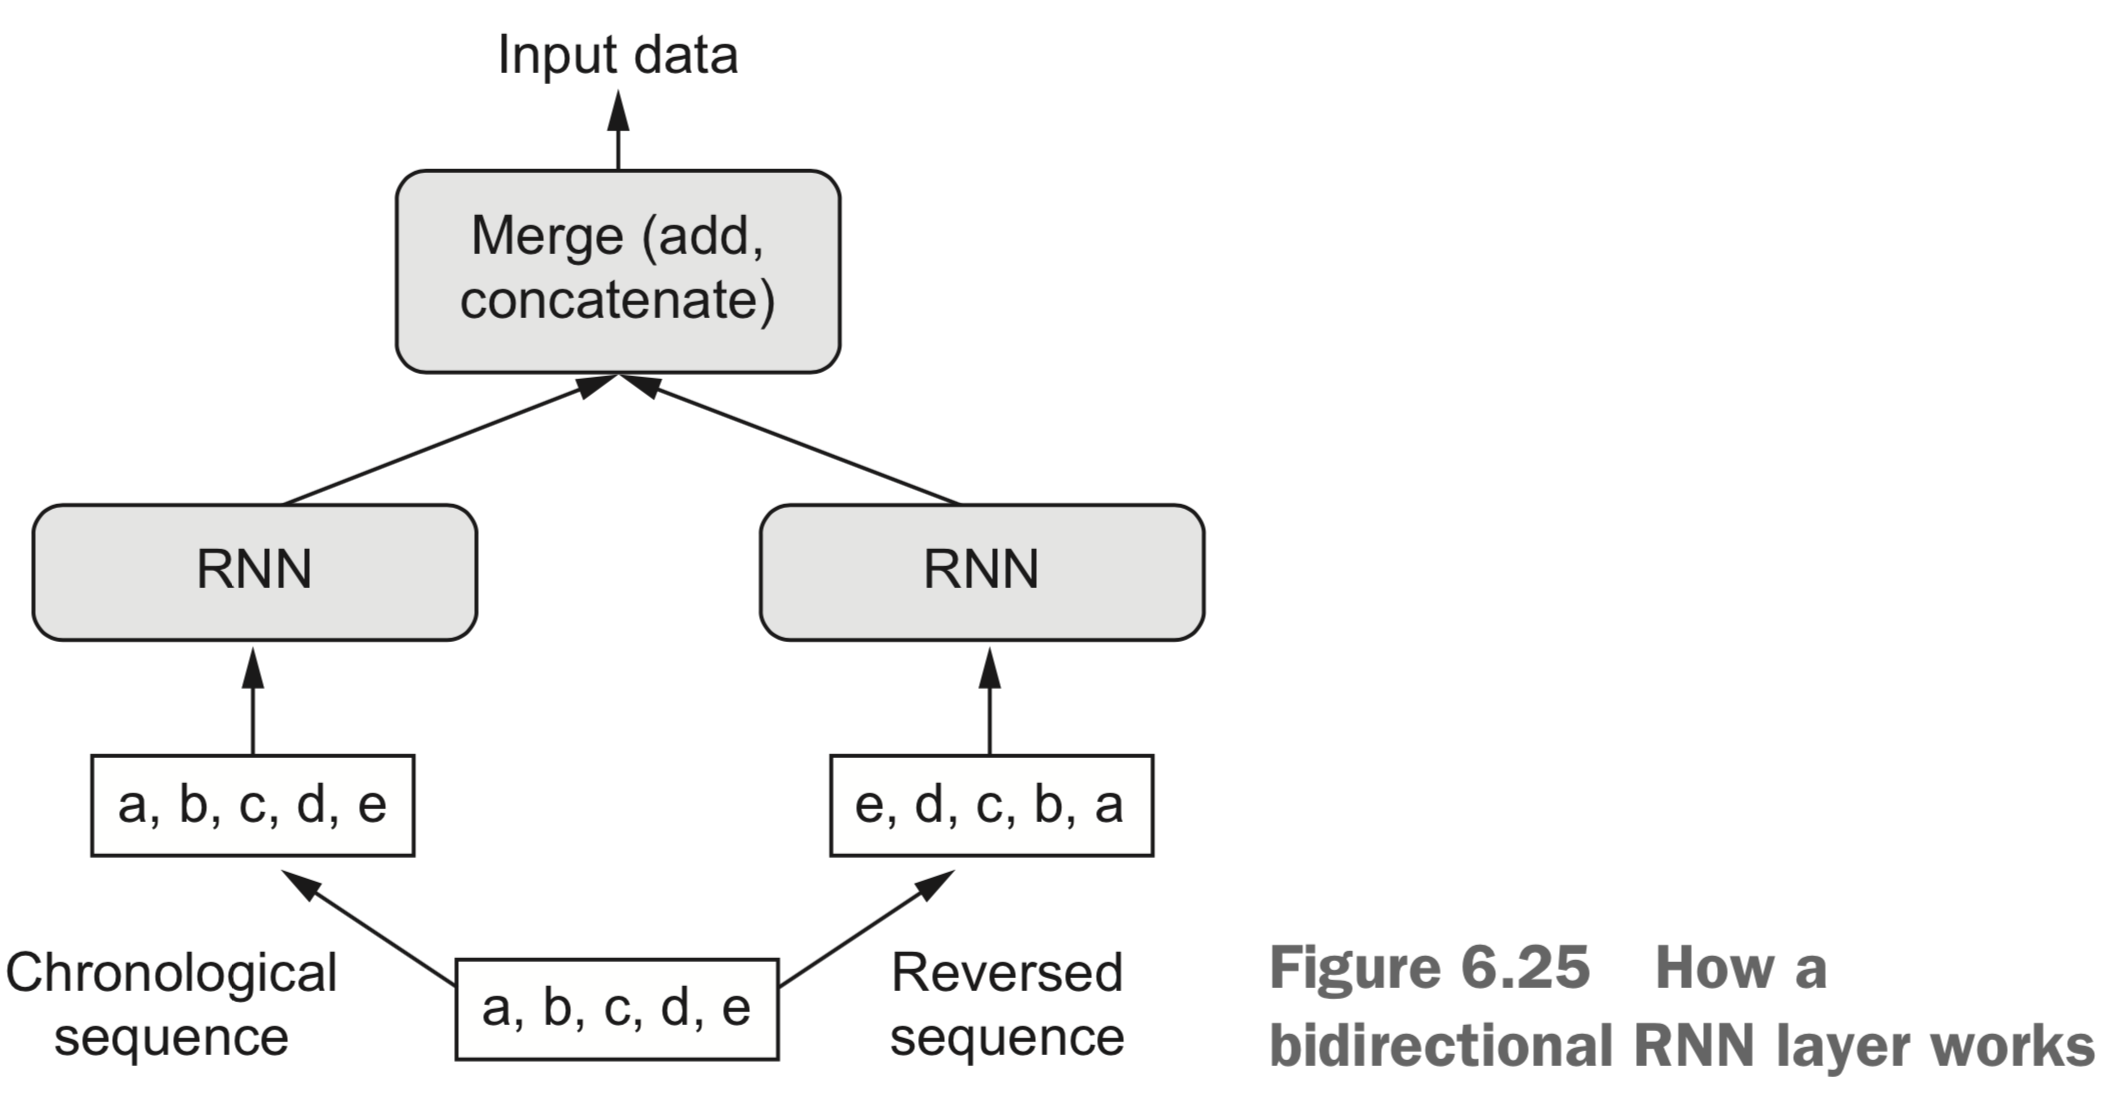 Input data
Merge (add,
concatenate)
RNN
RNN
a, b, c, d, e
e, d, c, b, a
Chronological
sequence
a, b, c, d, e
Reversed
sequence
Figure 6.25 How a
bidirectional RNN layer works